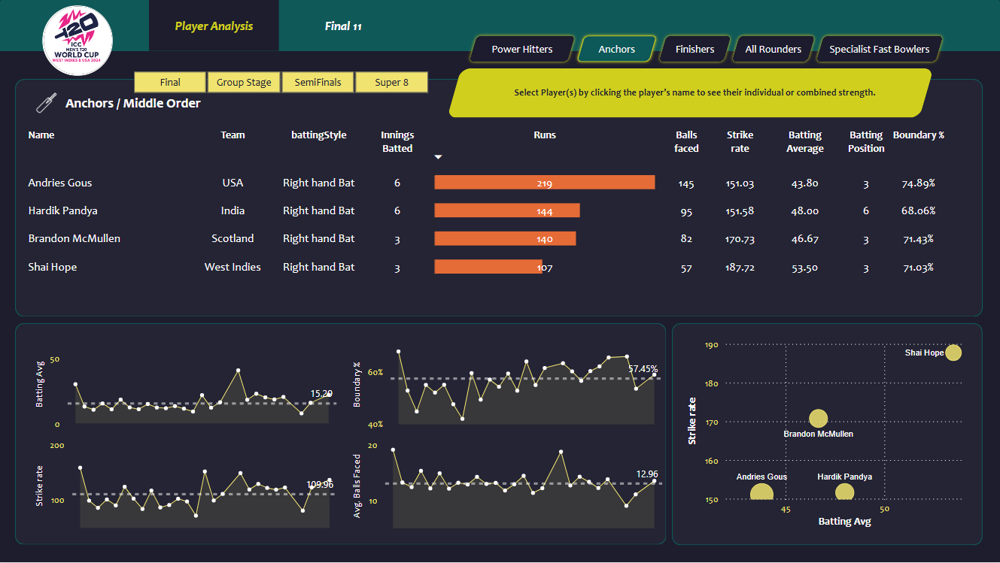 Player Analysis
Final 11
T20
ICC
MEN'S T20
WORLD CUP
WEST INDIES & USA 2024
Power Hitters
Anchors
Finishers
All Rounders
Specialist Fast Bowlers
Final
Group Stage
SemiFinals
Super 8
Select Player(s) by clicking the player's name to see their individual or combined strength.
Anchors / Middle Order
Name Team battingStyle Innings Batted Runs Balls faced Strike rate Batting Average Batting Position Boundary %
Andries Gous USA Right hand Bat 6 219 145 151.03 43.80 3 74.89%
Hardik Pandya India Right hand Bat 6 144 95 151.58 48.00 6 68.06%
Brandon McMullen Scotland Right hand Bat 3 140 82 170.73 46.67 3 71.43%
Shai Hope West Indies Right hand Bat 3 107 57 187.72 53.50 3 71.03%
Batting Avg
50
0
15.29
Boundary %
60%
40%
57.45%
Strike rate
200
100
109.96
Avg. Balls Faced
20
10
12.96
Strike rate
190
180
170
160
150
Shai Hope
Brandon McMullen
Andries Gous
Hardik Pandya
45
50
Batting Avg